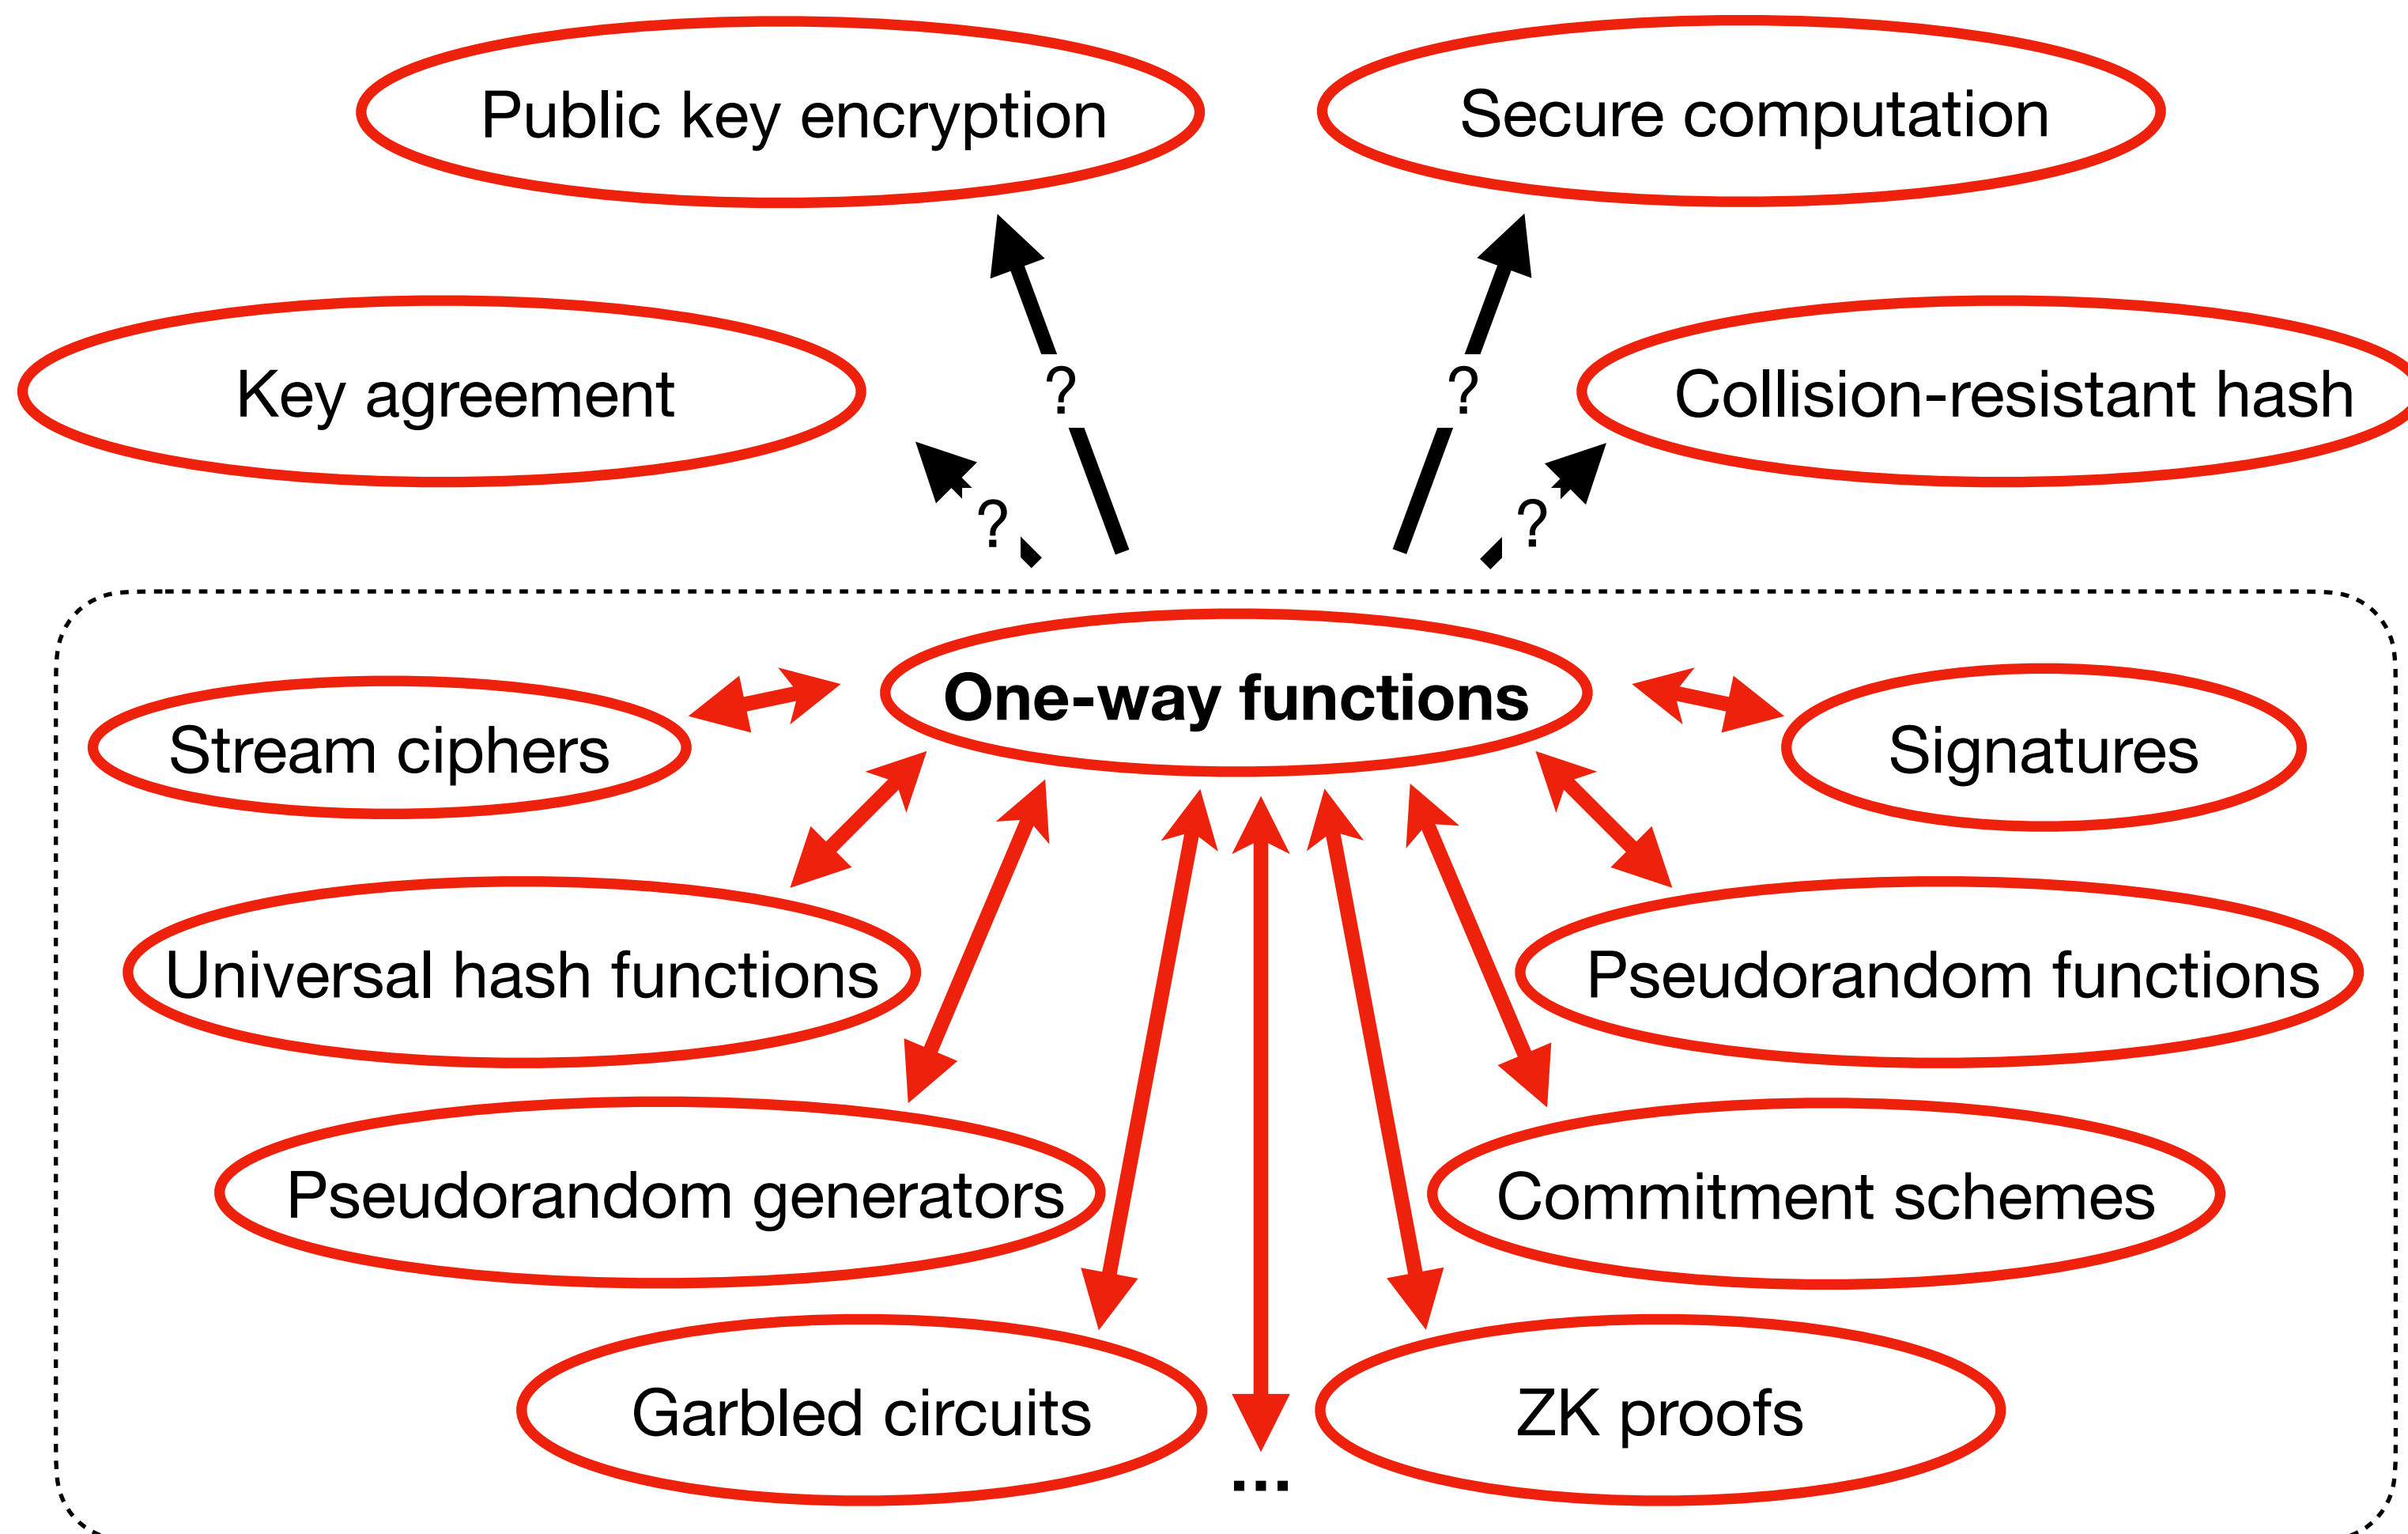 Public key encryption
Secure computation
Key agreement
?
?
Collision-resistant hash
?
?
One-way functions
Stream ciphers
Signatures
Universal hash functions
Pseudorandom functions
Pseudorandom generators
Commitment schemes
Garbled circuits
ZK proofs
...